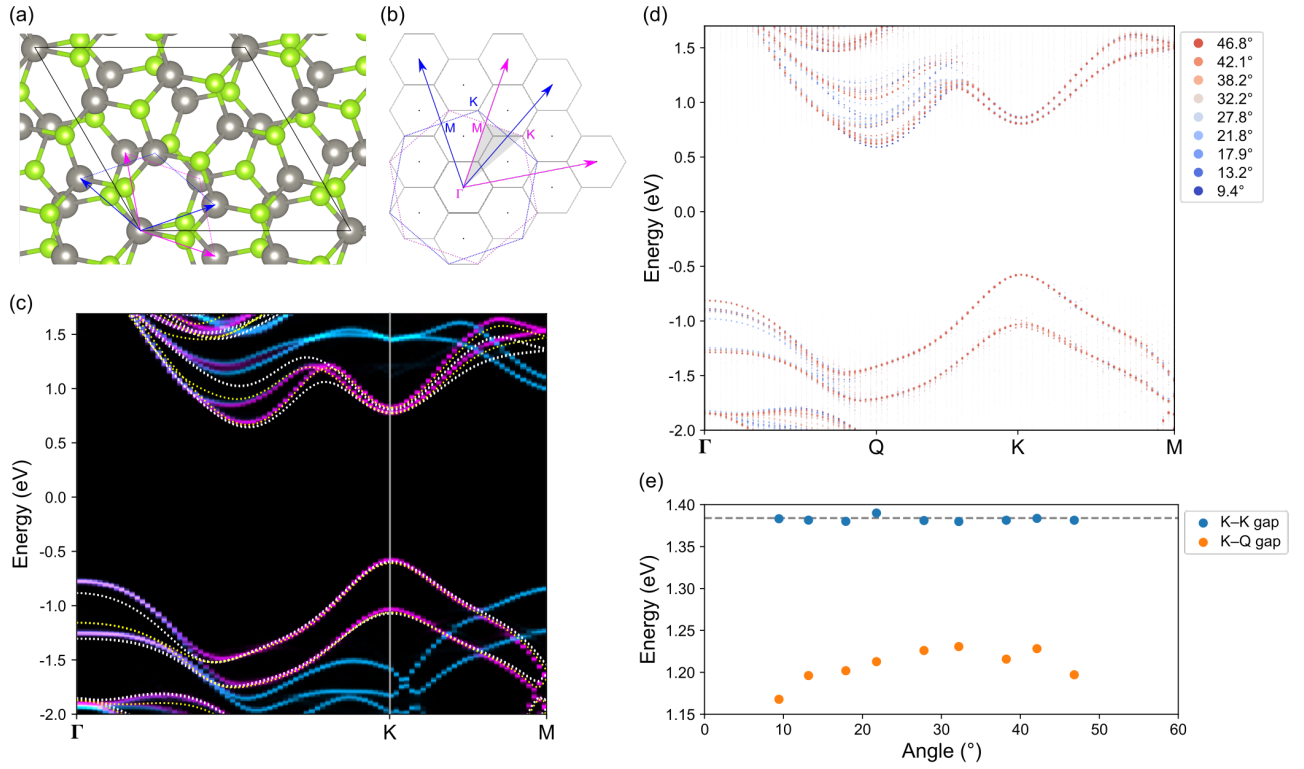 (a)
(b)
K
M
M
K
Γ
(c)
Energy (eV)
1.5
1.0
0.5
0.0
-0.5
-1.0
-1.5
-2.0
Γ
K
M
(d)
Energy (eV)
1.5
1.0
0.5
0.0
-0.5
-1.0
-1.5
-2.0
Γ
Q
K
M
46.8°
42.1°
38.2°
32.2°
27.8°
21.8°
17.9°
13.2°
9.4°
(e)
Energy (eV)
1.40
1.35
1.30
1.25
1.20
1.15
0
10
20
30
40
50
60
Angle (°)
K–K gap
K–Q gap